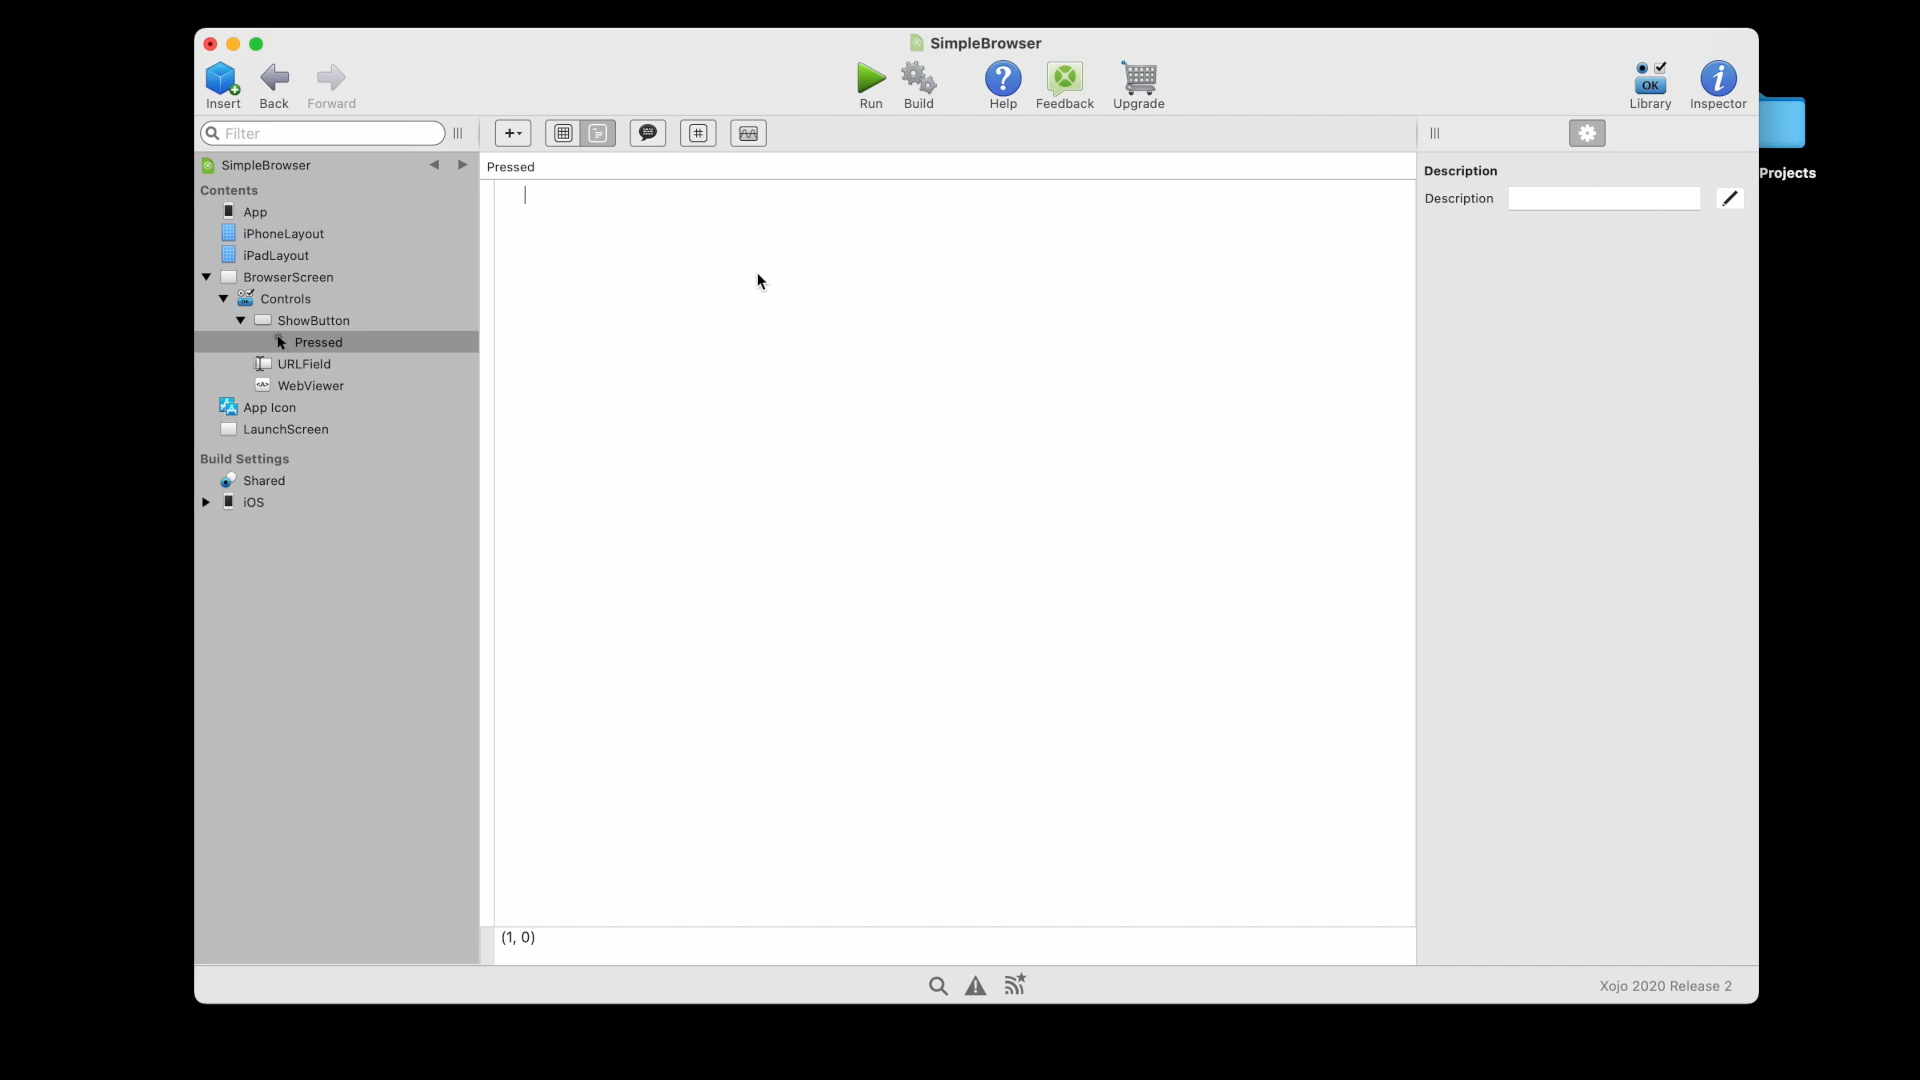 SimpleBrowser
Insert Back Forward Run Build Help Feedback Upgrade Library Inspector
Filter
Projects
SimpleBrowser
Pressed
Description
Contents
Description
App
iPhoneLayout
iPadLayout
BrowserScreen
Controls
ShowButton
Pressed
URLField
WebViewer
App Icon
LaunchScreen
Build Settings
Shared
iOS
(1, 0)
Xojo 2020 Release 2